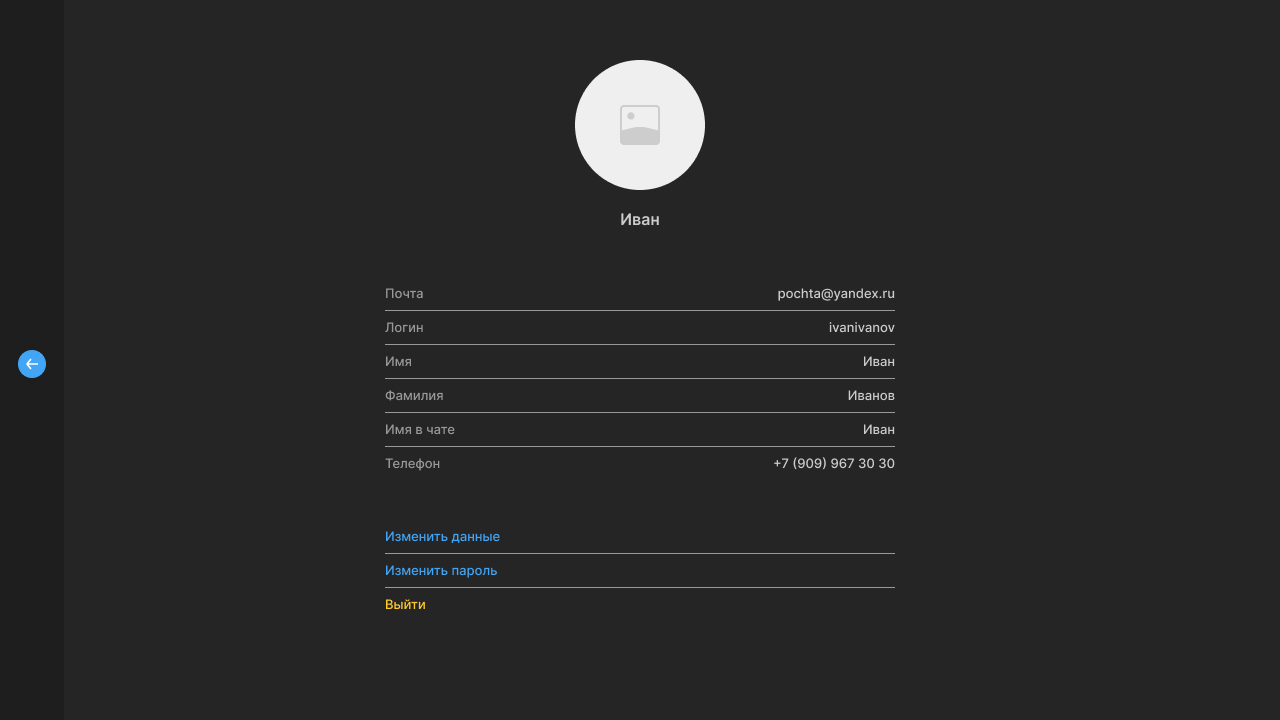 Иван
Почта pochta@yandex.ru
Логин ivanivanov
Имя Иван
Фамилия Иванов
Имя в чате Иван
Телефон +7 (909) 967 30 30
Изменить данные
Изменить пароль
Выйти